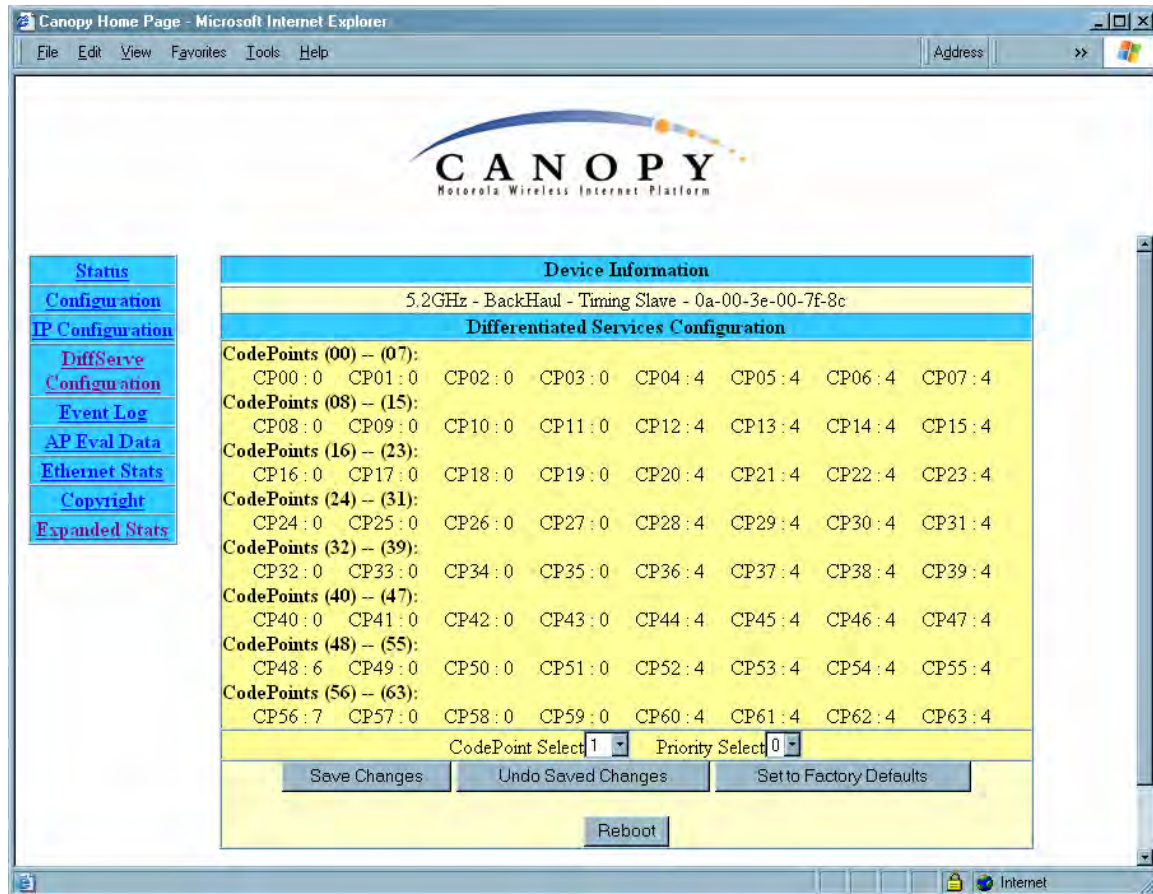 Canopy Home Page - Microsoft Internet Explorer
File Edit View Favorites Tools Help Address »
CANOPY
Motorola Wireless Internet Platform
Status
Configuration
IP Configuration
DiffServe
Configuration
Event Log
AP Eval Data
Ethernet Stats
Copyright
Expanded Stats
Device Information
5.2GHz - BackHaul - Timing Slave - 0a-00-3e-00-7f-8c
Differentiated Services Configuration
CodePoints (00) -- (07):
CP00 : 0 CP01 : 0 CP02 : 0 CP03 : 0 CP04 : 4 CP05 : 4 CP06 : 4 CP07 : 4
CodePoints (08) -- (15):
CP08 : 0 CP09 : 0 CP10 : 0 CP11 : 0 CP12 : 4 CP13 : 4 CP14 : 4 CP15 : 4
CodePoints (16) -- (23):
CP16 : 0 CP17 : 0 CP18 : 0 CP19 : 0 CP20 : 4 CP21 : 4 CP22 : 4 CP23 : 4
CodePoints (24) -- (31):
CP24 : 0 CP25 : 0 CP26 : 0 CP27 : 0 CP28 : 4 CP29 : 4 CP30 : 4 CP31 : 4
CodePoints (32) -- (39):
CP32 : 0 CP33 : 0 CP34 : 0 CP35 : 0 CP36 : 4 CP37 : 4 CP38 : 4 CP39 : 4
CodePoints (40) -- (47):
CP40 : 0 CP41 : 0 CP42 : 0 CP43 : 0 CP44 : 4 CP45 : 4 CP46 : 4 CP47 : 4
CodePoints (48) -- (55):
CP48 : 6 CP49 : 0 CP50 : 0 CP51 : 0 CP52 : 4 CP53 : 4 CP54 : 4 CP55 : 4
CodePoints (56) -- (63):
CP56 : 7 CP57 : 0 CP58 : 0 CP59 : 0 CP60 : 4 CP61 : 4 CP62 : 4 CP63 : 4
CodePoint Select 1 Priority Select 0
Save Changes Undo Saved Changes Set to Factory Defaults
Reboot
Internet